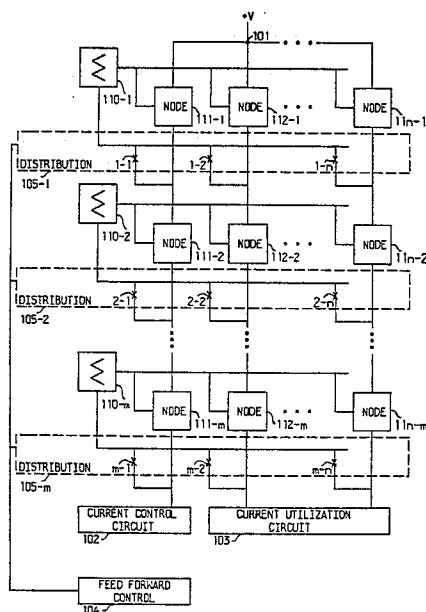 +V
101
110-1
NODE NODE NODE
111-1 112-1 11n-1
DISTRIBUTION 1-1 1-2 1-n
105-1
110-2
NODE NODE NODE
111-2 112-2 11n-2
DISTRIBUTION 2-1 2-2 2-n
105-2
110-m
NODE NODE NODE
111-m 112-m 11n-m
DISTRIBUTION m-1 m-2 m-n
105-m
CURRENT CONTROL CIRCUIT
102
CURRENT UTILIZATION CIRCUIT
103
FEED FORWARD CONTROL
104